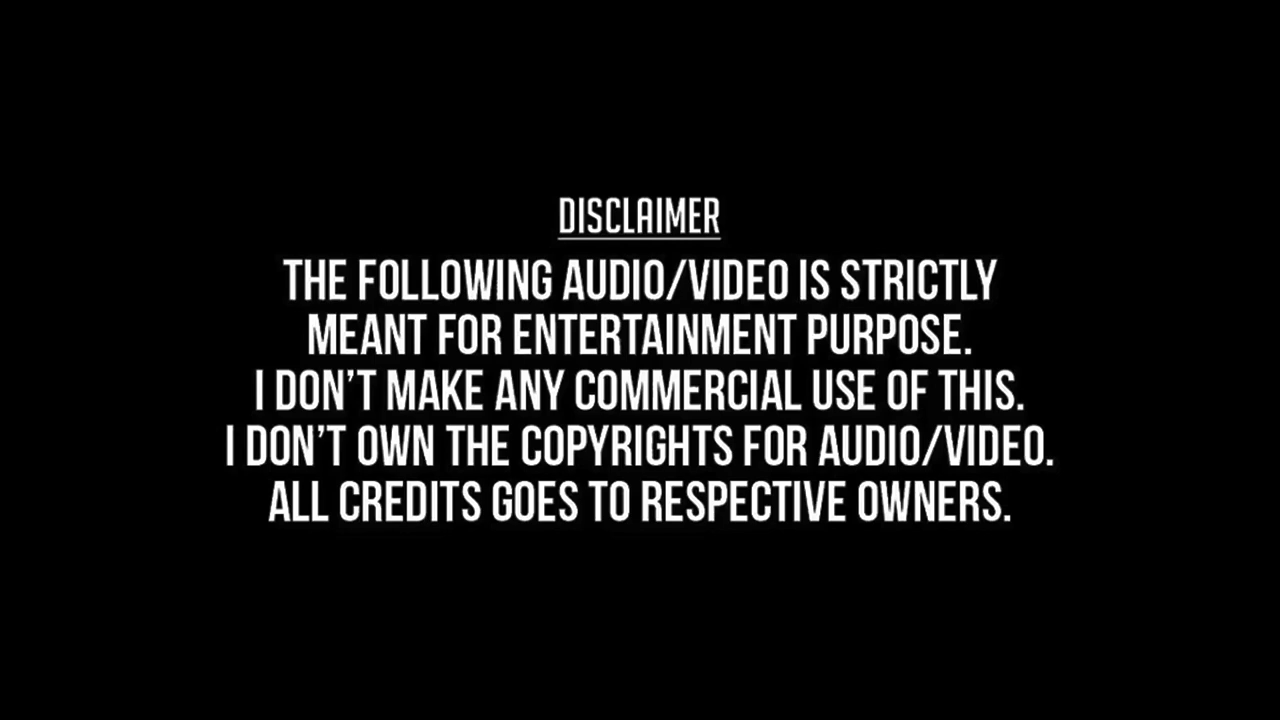 DISCLAIMER
THE FOLLOWING AUDIO/VIDEO IS STRICTLY
MEANT FOR ENTERTAINMENT PURPOSE.
I DON’T MAKE ANY COMMERCIAL USE OF THIS.
I DON’T OWN THE COPYRIGHTS FOR AUDIO/VIDEO.
ALL CREDITS GOES TO RESPECTIVE OWNERS.